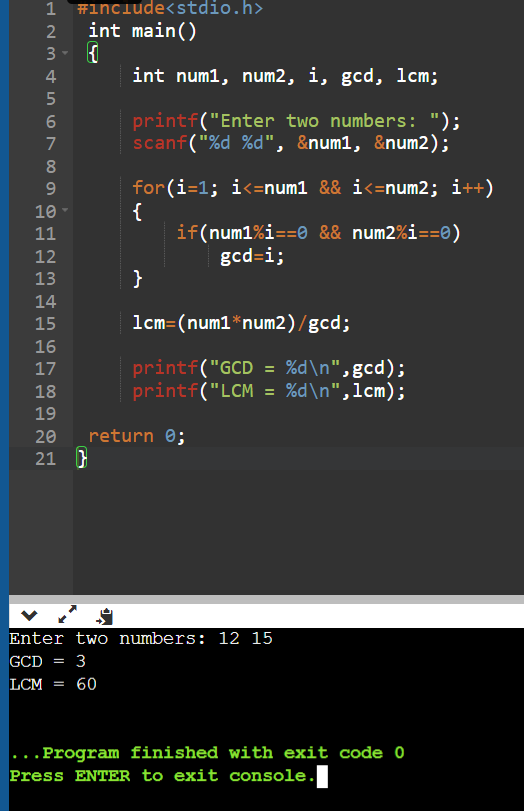 1 #include<stdio.h>
2 int main()
3 {
4     int num1, num2, i, gcd, lcm;
5
6     printf("Enter two numbers: ");
7     scanf("%d %d", &num1, &num2);
8
9     for(i=1; i<=num1 && i<=num2; i++)
10     {
11         if(num1%i==0 && num2%i==0)
12             gcd=i;
13     }
14
15     lcm=(num1*num2)/gcd;
16
17     printf("GCD = %d\n",gcd);
18     printf("LCM = %d\n",lcm);
19
20 return 0;
21 }
Enter two numbers: 12 15
GCD = 3
LCM = 60
...Program finished with exit code 0
Press ENTER to exit console.